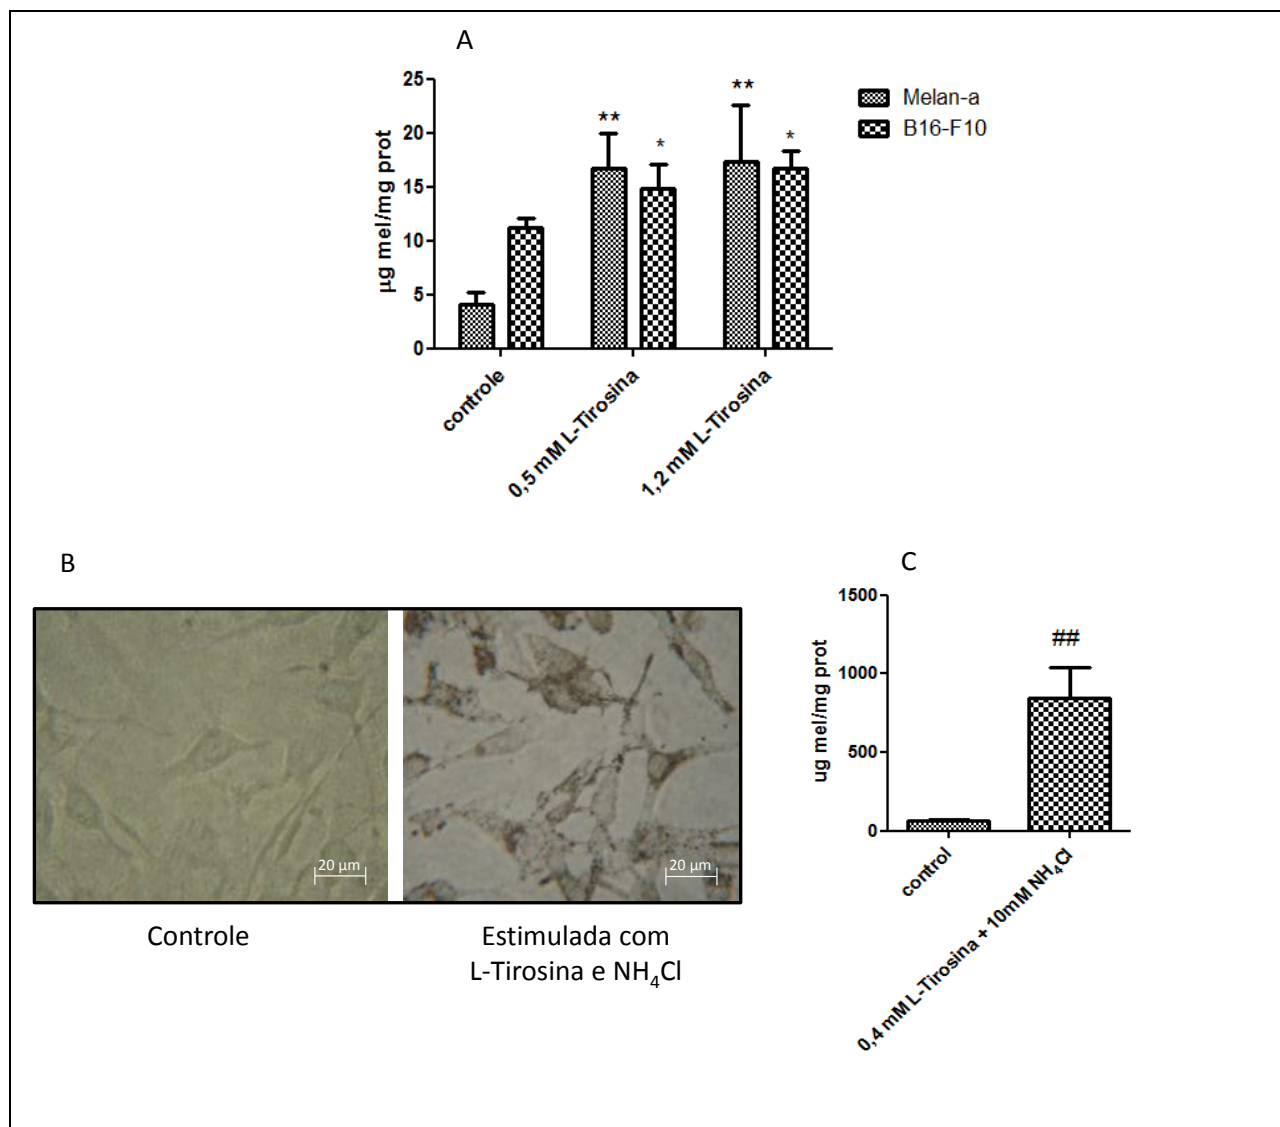 A
25
20
15
10
5
0
µg mel/mg prot
** * ** *
Melan-a
B16-F10
controle
0,5 mM L-Tirosina
1,2 mM L-Tirosina
B
20 µm
20 µm
Controle
Estimulada com
L-Tirosina e NH₄Cl
C
1500
1000
500
0
ug mel/mg prot
##
control
0,4 mM L-Tirosina + 10mM NH₄Cl